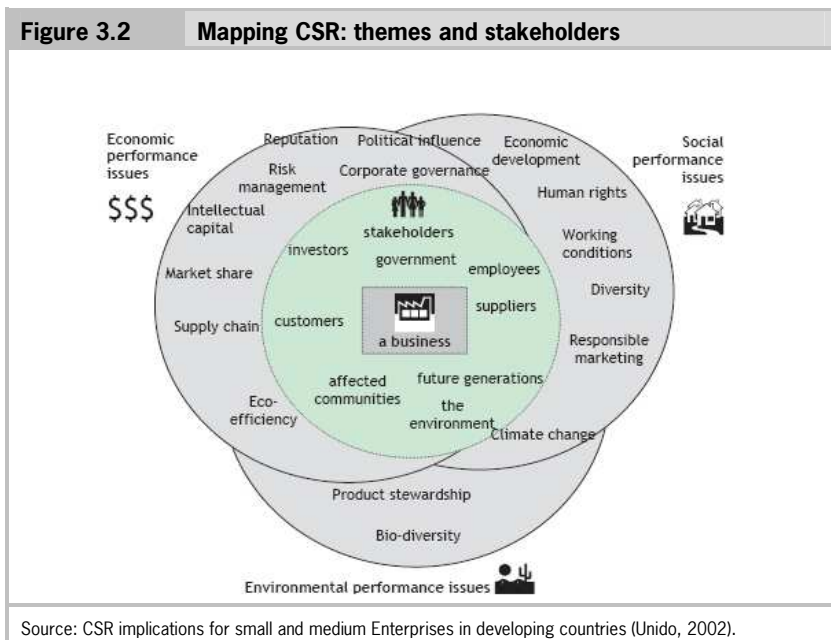 Figure 3.2 Mapping CSR: themes and stakeholders
Economic
performance
issues
$$$
Reputation
Political influence
Economic
development
Social
performance
issues
Risk
management
Corporate governance
Human rights
Intellectual
capital
stakeholders
investors
government
employees
Working
conditions
Market share
Diversity
suppliers
Supply chain
customers
a business
Responsible
marketing
affected
communities
future generations
the
environment
Eco-
efficiency
Climate change
Product stewardship
Bio-diversity
Environmental performance issues
Source: CSR implications for small and medium Enterprises in developing countries (Unido, 2002).